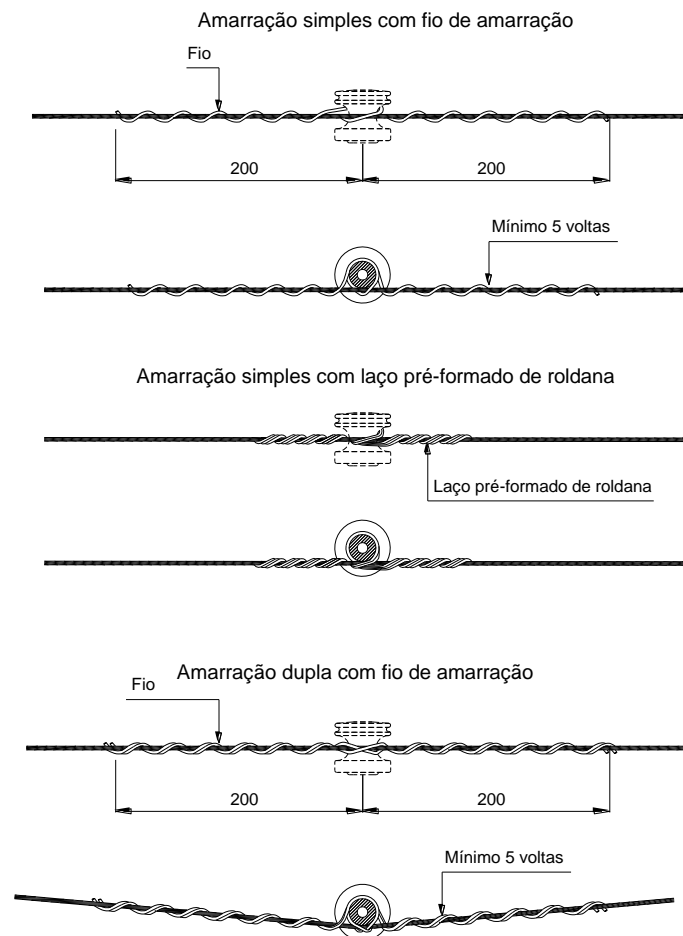 Amarração simples com fio de amarração
Fio
200 200
Mínimo 5 voltas
Amarração simples com laço pré-formado de roldana
Laço pré-formado de roldana
Amarração dupla com fio de amarração
Fio
200 200
Mínimo 5 voltas